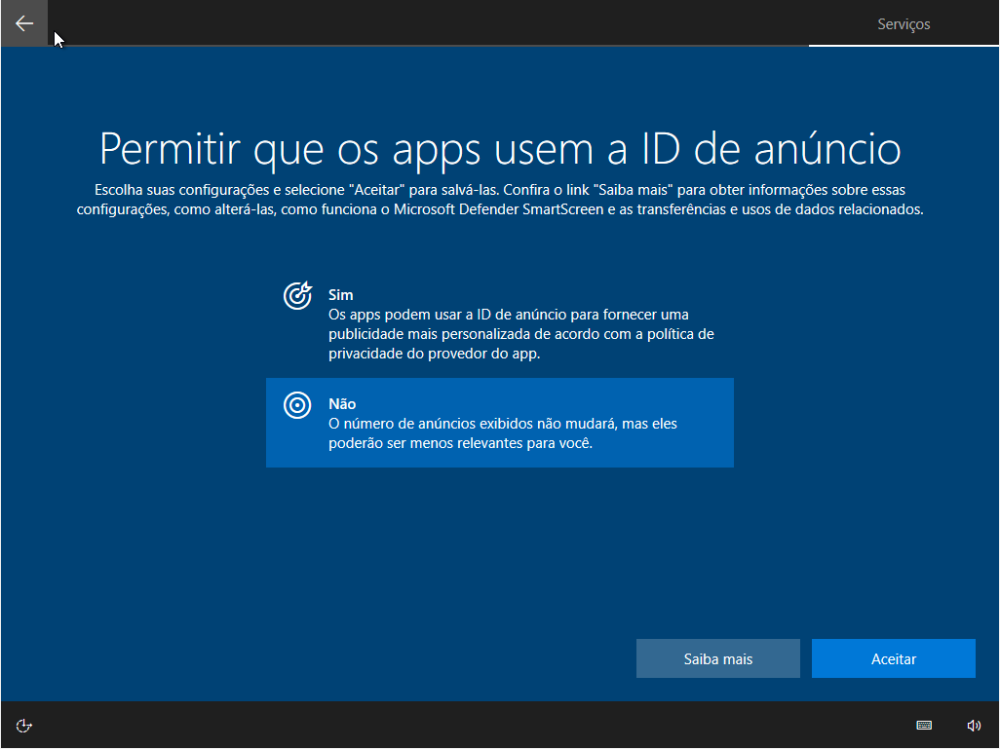 Serviços
Permitir que os apps usem a ID de anúncio
Escolha suas configurações e selecione "Aceitar" para salvá-las. Confira o link "Saiba mais" para obter informações sobre essas
configurações, como alterá-las, como funciona o Microsoft Defender SmartScreen e as transferências e usos de dados relacionados.
Sim
Os apps podem usar a ID de anúncio para fornecer uma
publicidade mais personalizada de acordo com a política de
privacidade do provedor do app.
Não
O número de anúncios exibidos não mudará, mas eles
poderão ser menos relevantes para você.
Saiba mais
Aceitar